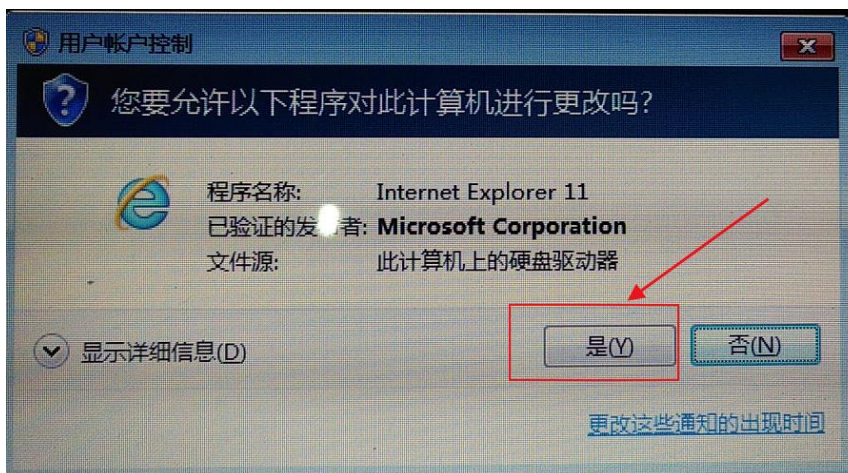 用户帐户控制
您要允许以下程序对此计算机进行更改吗?
程序名称: Internet Explorer 11
已验证的发 者: Microsoft Corporation
文件源: 此计算机上的硬盘驱动器
显示详细信息(D)
是(Y)
否(N)
更改这些通知的出现时间